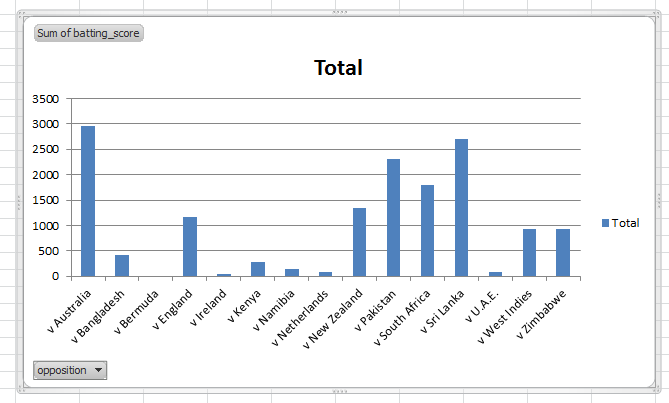 Sum of batting_score
Total
3500
3000
2500
2000
1500
1000
500
0
v Australia
v Bangladesh
v Bermuda
v England
v Ireland
v Kenya
v Namibia
v Netherlands
v New Zealand
v Pakistan
v South Africa
v Sri Lanka
v U.A.E.
v West Indies
v Zimbabwe
Total
opposition